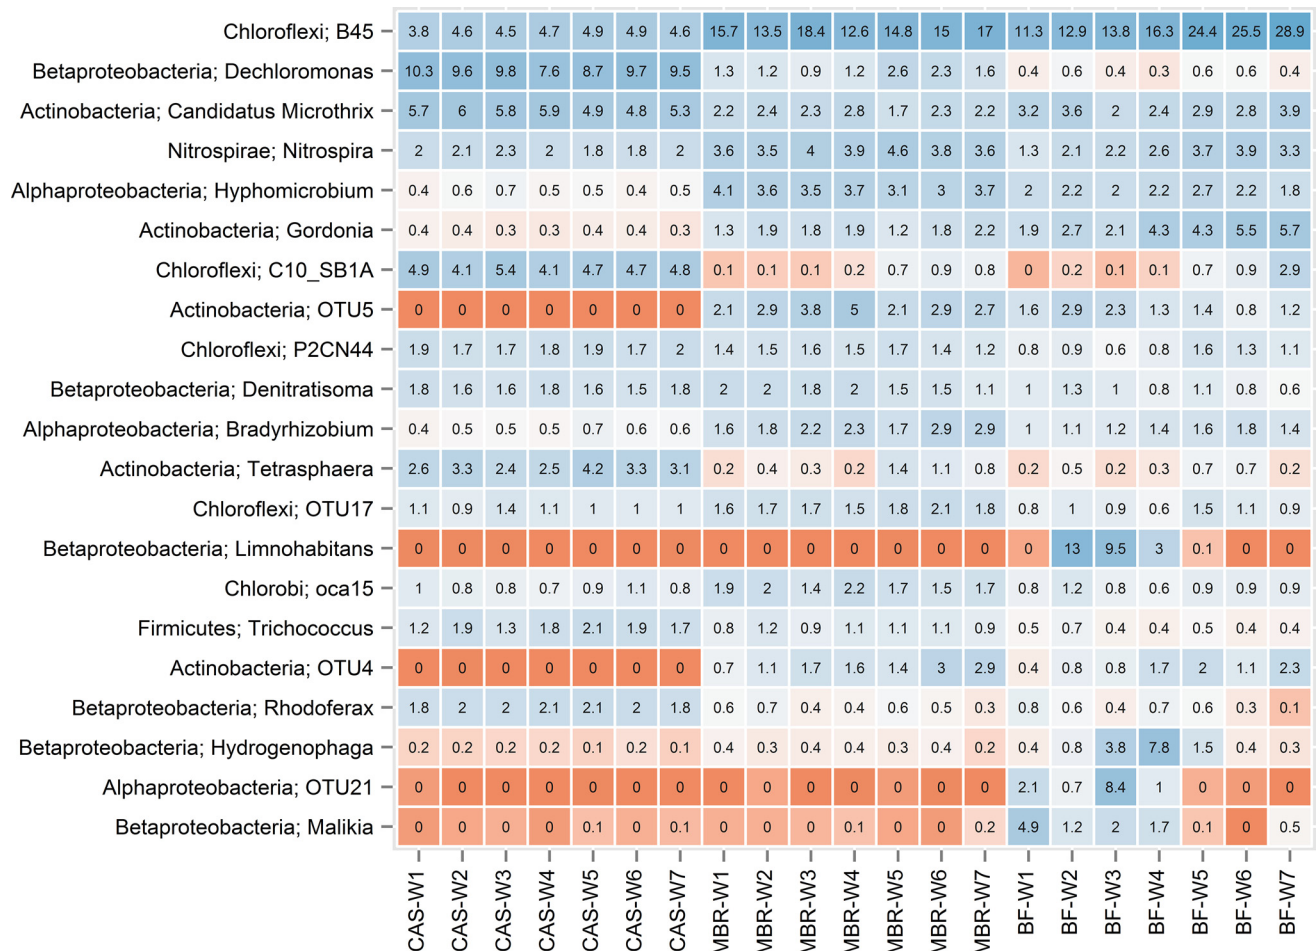 Chloroflexi; B45 3.8 4.6 4.5 4.7 4.9 4.9 4.6 15.7 13.5 18.4 12.6 14.8 15 17 11.3 12.9 13.8 16.3 24.4 25.5 28.9
Betaproteobacteria; Dechloromonas 10.3 9.6 9.8 7.6 8.7 9.7 9.5 1.3 1.2 0.9 1.2 2.6 2.3 1.6 0.4 0.6 0.4 0.3 0.6 0.6 0.4
Actinobacteria; Candidatus Microthrix 5.7 6 5.8 5.9 4.9 4.8 5.3 2.2 2.4 2.3 2.8 1.7 2.3 2.2 3.2 3.6 2 2.4 2.9 2.8 3.9
Nitrospirae; Nitrospira 2 2.1 2.3 2 1.8 1.8 2 3.6 3.5 4 3.9 4.6 3.8 3.6 1.3 2.1 2.2 2.6 3.7 3.9 3.3
Alphaproteobacteria; Hyphomicrobium 0.4 0.6 0.7 0.5 0.5 0.4 0.5 4.1 3.6 3.5 3.7 3.1 3 3.7 2 2.2 2 2.2 2.7 2.2 1.8
Actinobacteria; Gordonia 0.4 0.4 0.3 0.3 0.4 0.4 0.3 1.3 1.9 1.8 1.9 1.2 1.8 2.2 1.9 2.7 2.1 4.3 4.3 5.5 5.7
Chloroflexi; C10_SB1A 4.9 4.1 5.4 4.1 4.7 4.7 4.8 0.1 0.1 0.1 0.2 0.7 0.9 0.8 0 0.2 0.1 0.1 0.7 0.9 2.9
Actinobacteria; OTU5 0 0 0 0 0 0 0 2.1 2.9 3.8 5 2.1 2.9 2.7 1.6 2.9 2.3 1.3 1.4 0.8 1.2
Chloroflexi; P2CN44 1.9 1.7 1.7 1.8 1.9 1.7 2 1.4 1.5 1.6 1.5 1.7 1.4 1.2 0.8 0.9 0.6 0.8 1.6 1.3 1.1
Betaproteobacteria; Denitratisoma 1.8 1.6 1.6 1.8 1.6 1.5 1.8 2 2 1.8 2 1.5 1.5 1.1 1 1.3 1 0.8 1.1 0.8 0.6
Alphaproteobacteria; Bradyrhizobium 0.4 0.5 0.5 0.5 0.7 0.6 0.6 1.6 1.8 2.2 2.3 1.7 2.9 2.9 1 1.1 1.2 1.4 1.6 1.8 1.4
Actinobacteria; Tetrasphaera 2.6 3.3 2.4 2.5 4.2 3.3 3.1 0.2 0.4 0.3 0.2 1.4 1.1 0.8 0.2 0.5 0.2 0.3 0.7 0.7 0.2
Chloroflexi; OTU17 1.1 0.9 1.4 1.1 1 1 1 1.6 1.7 1.7 1.5 1.8 2.1 1.8 0.8 1 0.9 0.6 1.5 1.1 0.9
Betaproteobacteria; Limnohabitans 0 0 0 0 0 0 0 0 0 0 0 0 0 0 0 13 9.5 3 0.1 0 0
Chlorobi; oca15 1 0.8 0.8 0.7 0.9 1.1 0.8 1.9 2 1.4 2.2 1.7 1.5 1.7 0.8 1.2 0.8 0.6 0.9 0.9 0.9
Firmicutes; Trichococcus 1.2 1.9 1.3 1.8 2.1 1.9 1.7 0.8 1.2 0.9 1.1 1.1 1.1 0.9 0.5 0.7 0.4 0.4 0.5 0.4 0.4
Actinobacteria; OTU4 0 0 0 0 0 0 0 0.7 1.1 1.7 1.6 1.4 3 2.9 0.4 0.8 0.8 1.7 2 1.1 2.3
Betaproteobacteria; Rhodoferax 1.8 2 2 2.1 2.1 2 1.8 0.6 0.7 0.4 0.4 0.6 0.5 0.3 0.8 0.6 0.4 0.7 0.6 0.3 0.1
Betaproteobacteria; Hydrogenophaga 0.2 0.2 0.2 0.2 0.1 0.2 0.1 0.4 0.3 0.4 0.4 0.3 0.4 0.2 0.4 0.8 3.8 7.8 1.5 0.4 0.3
Alphaproteobacteria; OTU21 0 0 0 0 0 0 0 0 0 0 0 0 0 0 2.1 0.7 8.4 1 0 0 0
Betaproteobacteria; Malikia 0 0 0 0 0.1 0 0.1 0 0 0 0.1 0 0 0.2 4.9 1.2 2 1.7 0.1 0 0.5
CAS-W1 CAS-W2 CAS-W3 CAS-W4 CAS-W5 CAS-W6 CAS-W7 MBR-W1 MBR-W2 MBR-W3 MBR-W4 MBR-W5 MBR-W6 MBR-W7 BF-W1 BF-W2 BF-W3 BF-W4 BF-W5 BF-W6 BF-W7